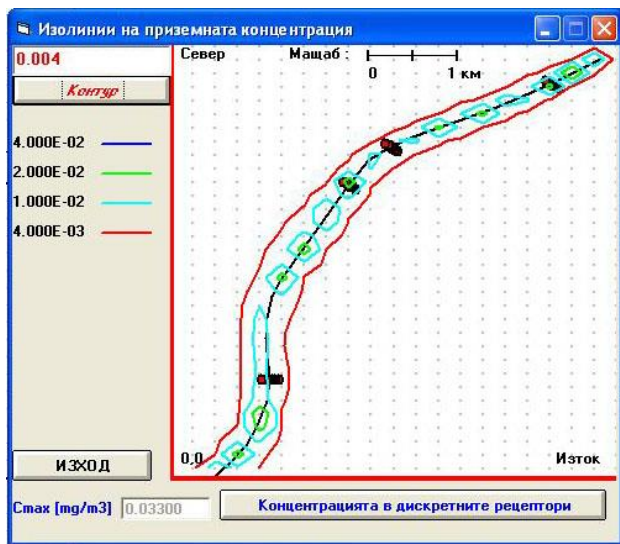 Изолинии на приземната концентрация
0.004
Контур
4.000E-02
2.000E-02
1.000E-02
4.000E-03
Север Мащаб :
0 1 км
0,0 Изток
ИЗХОД
Cmax [mg/m3] 0.03300
Концентрацията в дискретните рецептори